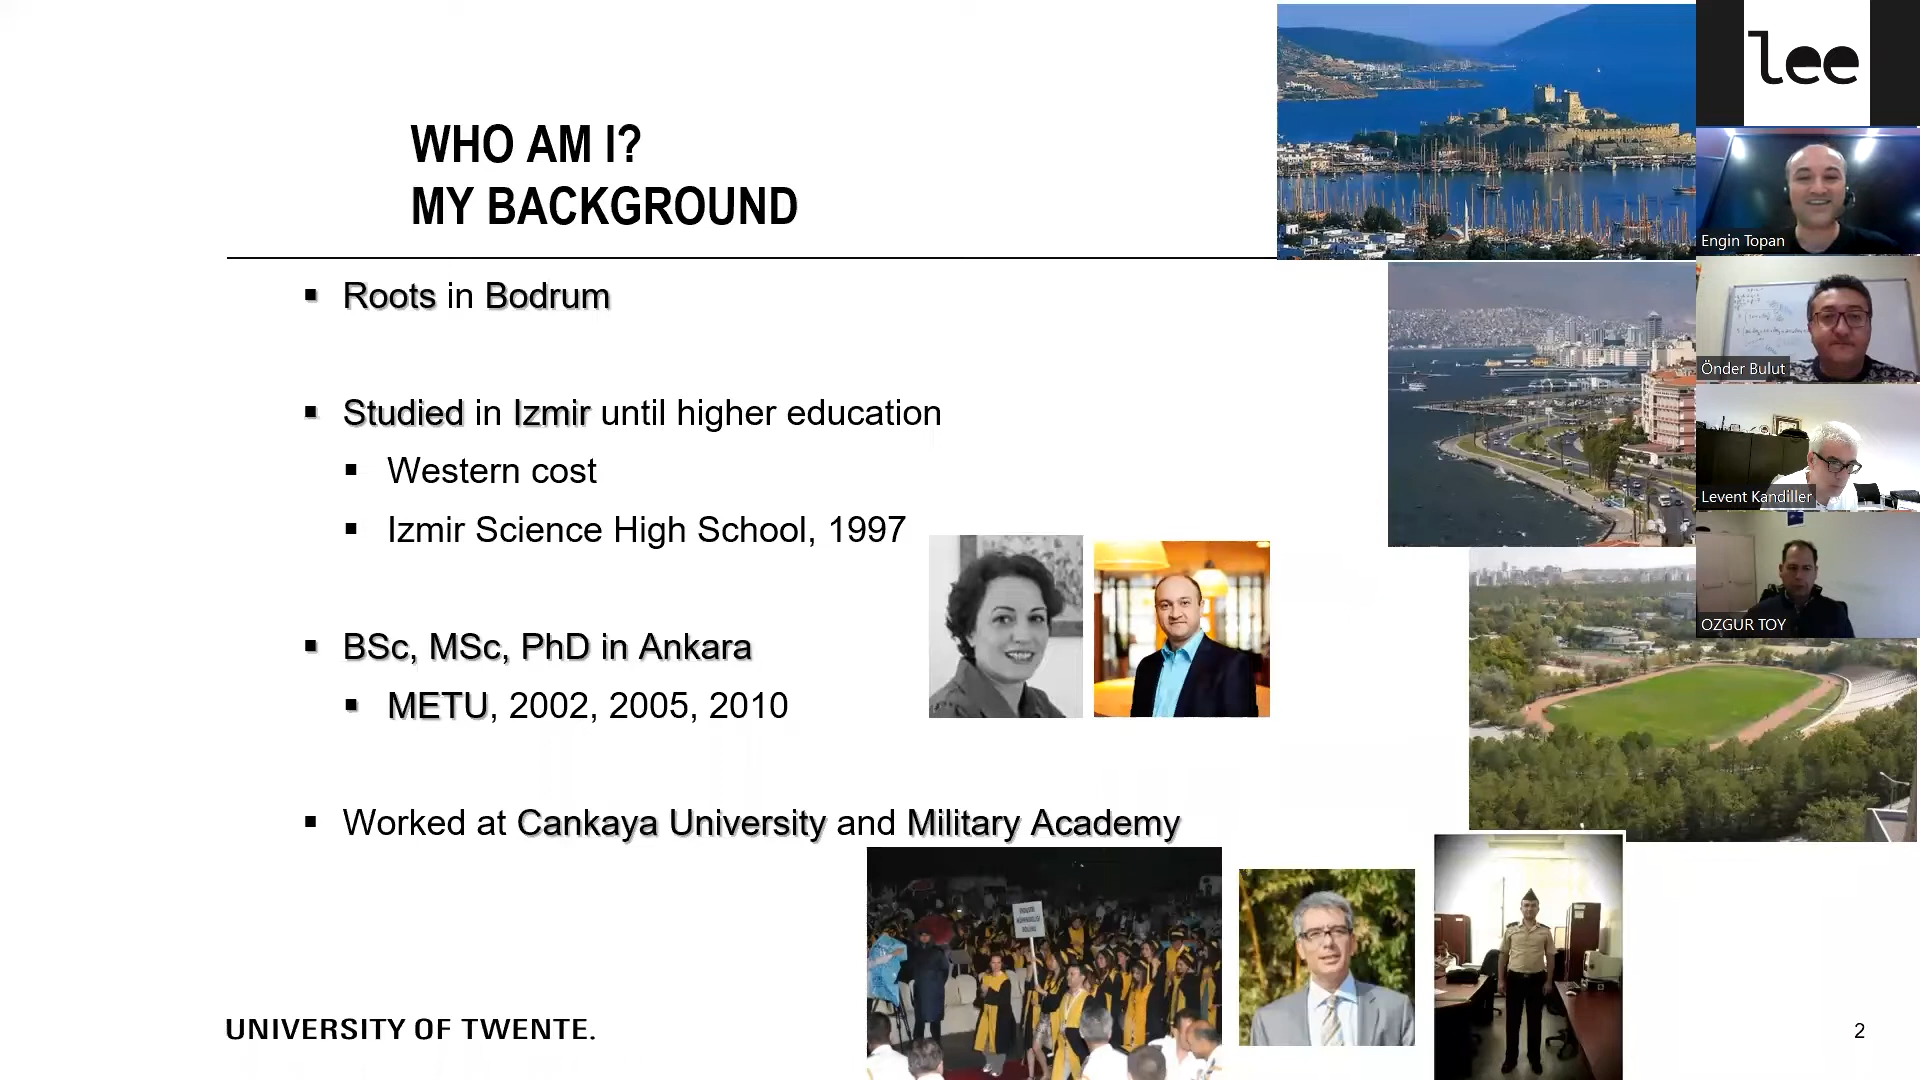 WHO AM I?
MY BACKGROUND
Roots in Bodrum
Studied in Izmir until higher education
Western cost
Izmir Science High School, 1997
BSc, MSc, PhD in Ankara
METU, 2002, 2005, 2010
Worked at Cankaya University and Military Academy
UNIVERSITY OF TWENTE.
2
lee
Engin Topan
Önder Bulut
Levent Kandiller
OZGUR TOY